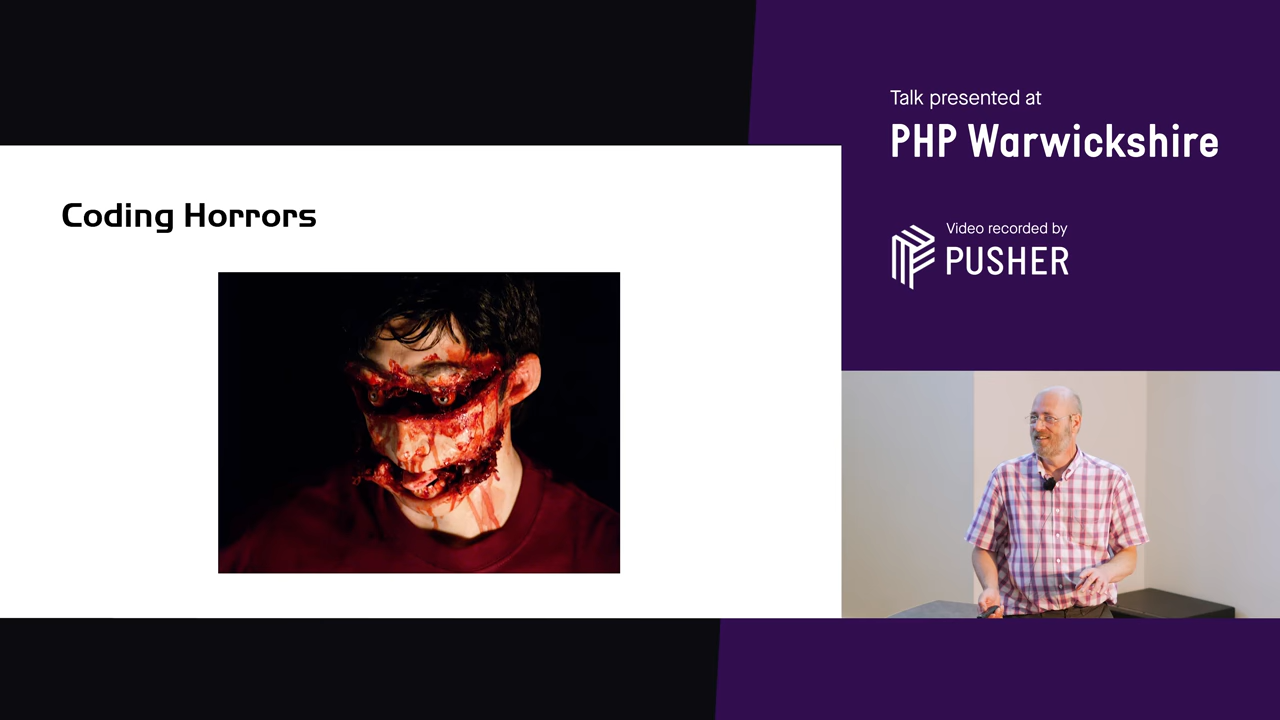 Coding Horrors
Talk presented at
PHP Warwickshire
Video recorded by
PUSHER